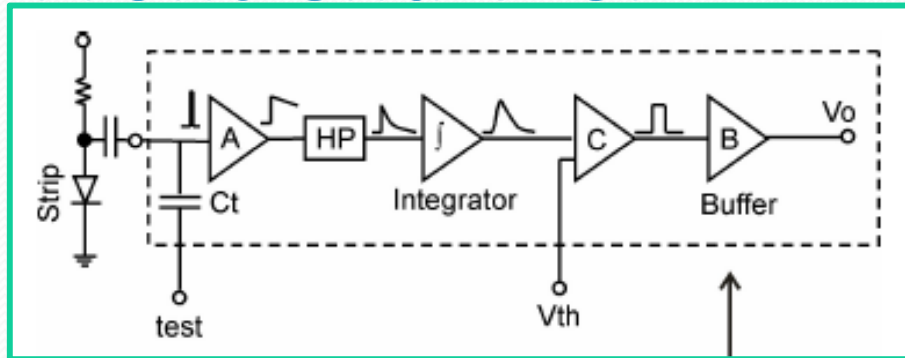 A
HP
∫
C
B
Vo
Strip
Ct
Integrator
Buffer
test
Vth